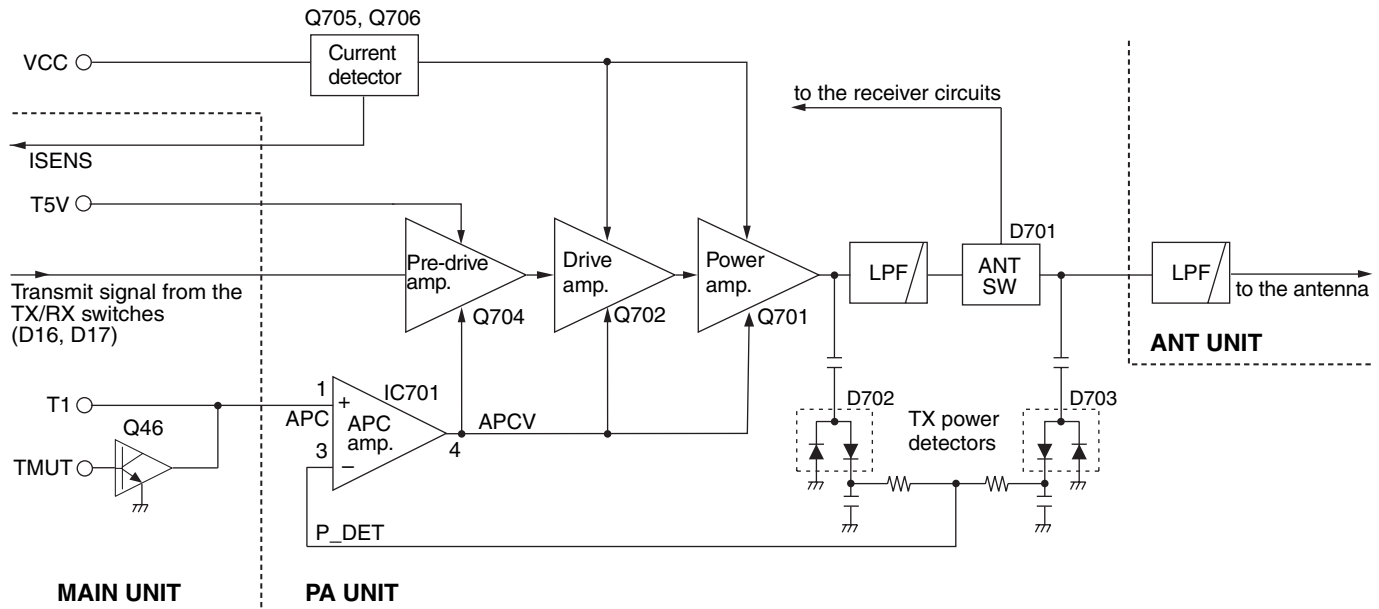 Q705, Q706
VCC
Current
detector
to the receiver circuits
ISENS
T5V
D701
Pre-drive
amp.
Drive
amp.
Power
amp.
LPF
ANT
SW
LPF
to the antenna
Transmit signal from the
TX/RX switches
(D16, D17)
Q704
Q702
Q701
ANT UNIT
T1
1
APC
+
IC701
APC
amp.
3
−
4
APCV
Q46
TMUT
D702
TX power
detectors
D703
P_DET
MAIN UNIT
PA UNIT